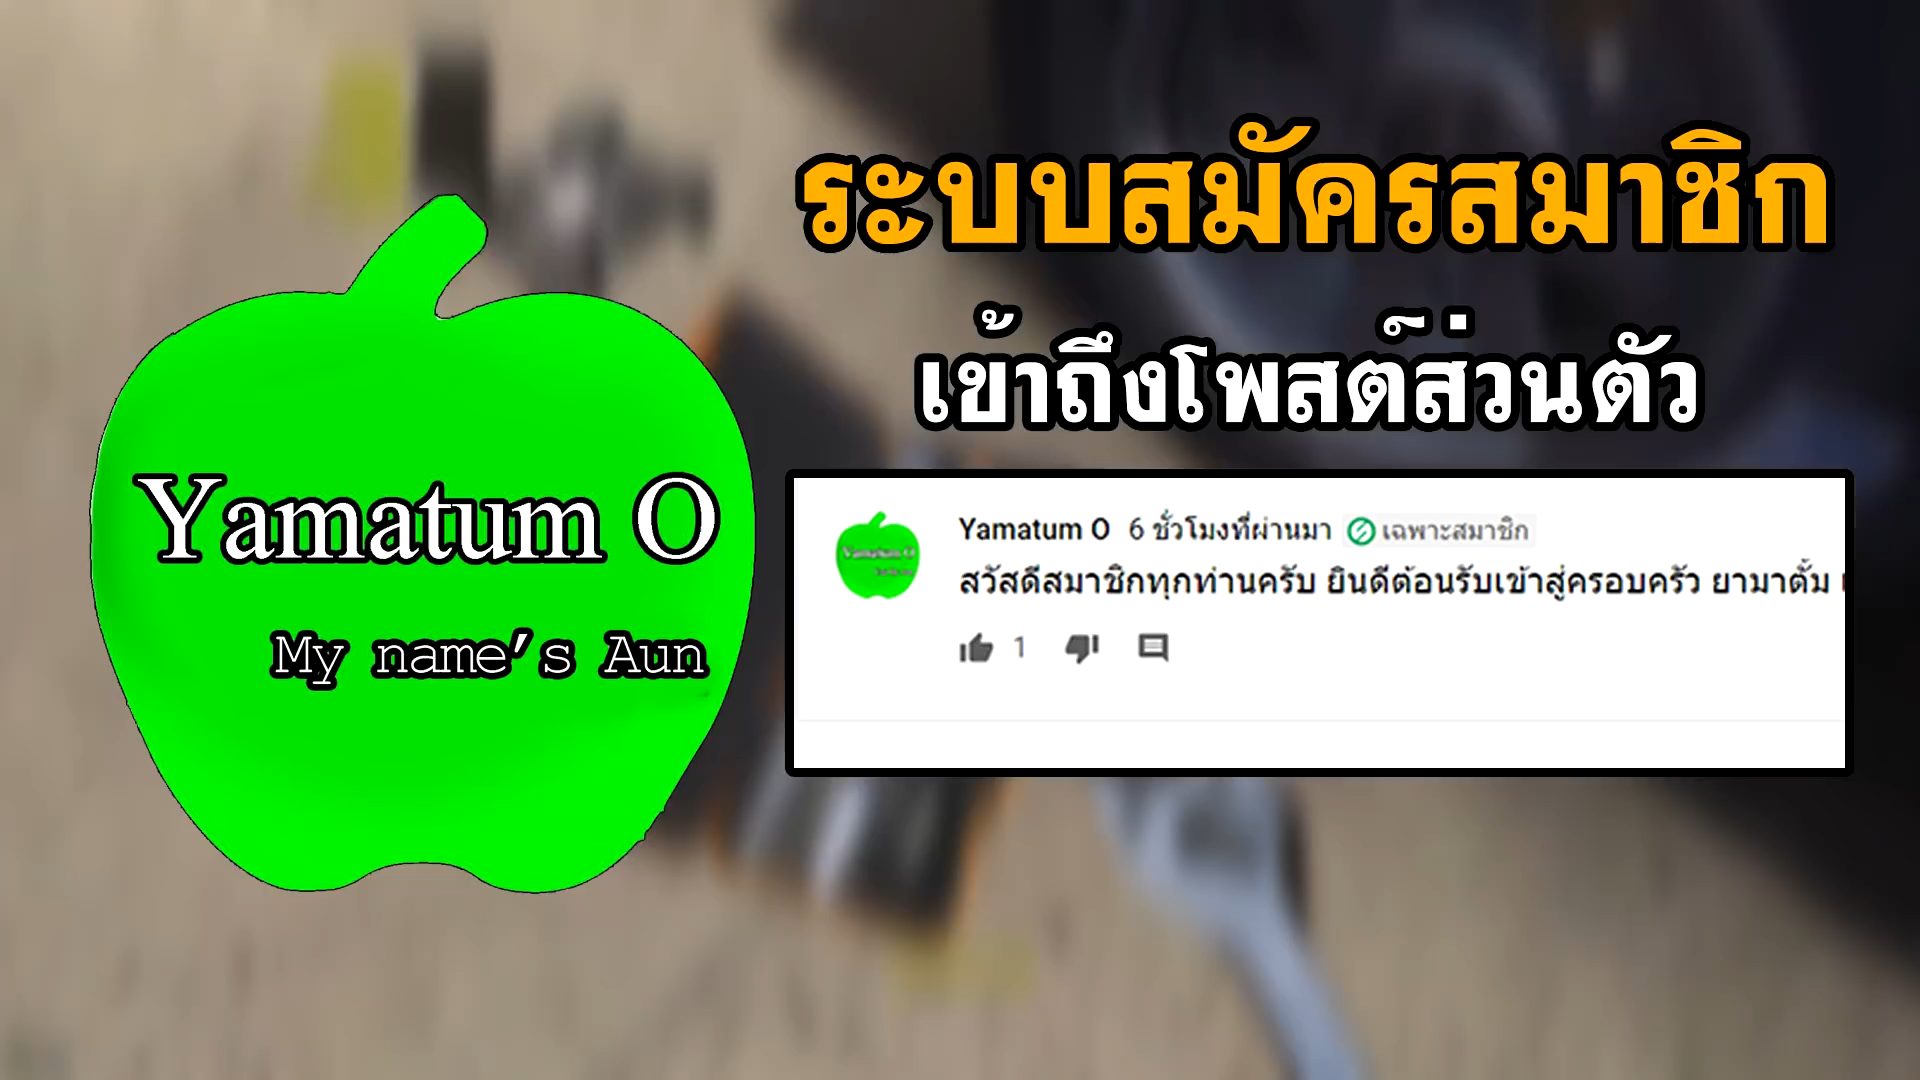 ระบบสมัครสมาชิก
เข้าถึงโพสต์ส่วนตัว
Yamatum O
My name's Aun
Yamatum O 6 ชั่วโมงที่ผ่านมา เฉพาะสมาชิก
สวัสดีสมาชิกทุกท่านครับ ยินดีต้อนรับเข้าสู่ครอบครัว ยามาตั้ม
1